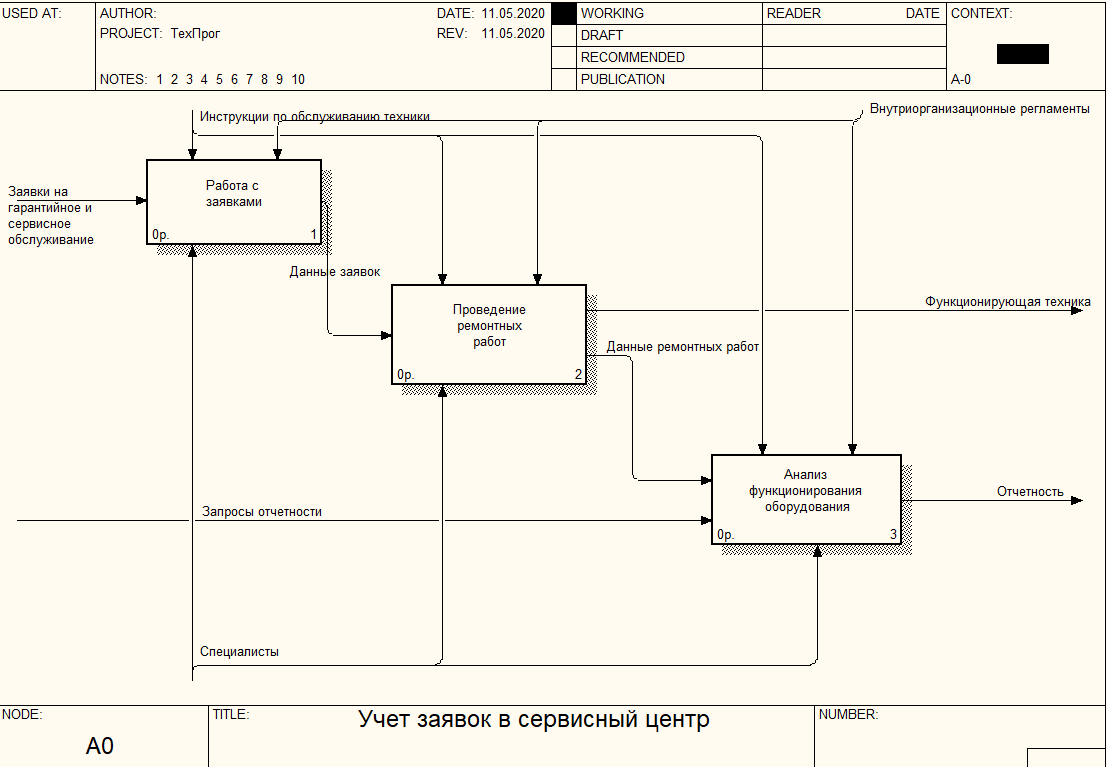 USED AT:
AUTHOR:
DATE: 11.05.2020
WORKING
READER
DATE
CONTEXT:
PROJECT: ТехПрог
REV: 11.05.2020
DRAFT
RECOMMENDED
NOTES: 1 2 3 4 5 6 7 8 9 10
PUBLICATION
A-0
Инструкции по обслуживанию техники
Внутриорганизационные регламенты
Работа с
заявками
0р.
1
Заявки на
гарантийное и
сервисное
обслуживание
Данные заявок
Проведение
ремонтных
работ
0р.
2
Функционирующая техника
Данные ремонтных работ
Анализ
функционирования
оборудования
0р.
3
Отчетность
Запросы отчетности
Специалисты
NODE:
A0
TITLE:
Учет заявок в сервисный центр
NUMBER: